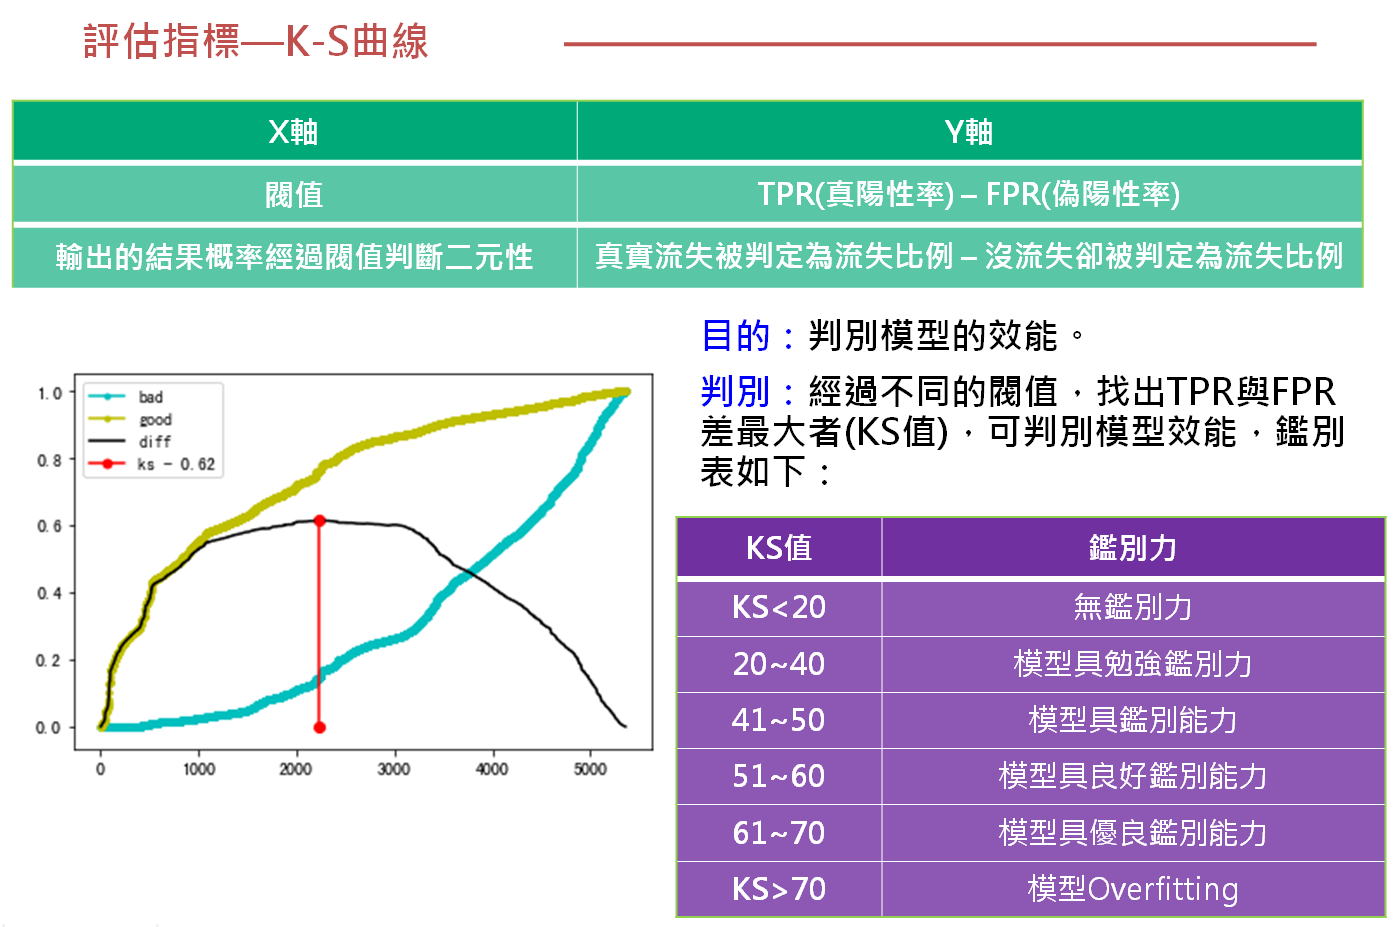 評估指標—K-S曲線
X軸
Y軸
閥值
TPR(真陽性率) – FPR(偽陽性率)
輸出的結果概率經過閥值判斷二元性
真實流失被判定為流失比例 – 沒流失卻被判定為流失比例
目的：判別模型的效能。
判別：經過不同的閥值，找出TPR與FPR
差最大者(KS值)，可判別模型效能，鑑別
表如下：
1.0
0.8
0.6
0.4
0.2
0.0
bad
good
diff
ks - 0.62
0
1000
2000
3000
4000
5000
KS值
鑑別力
KS<20
無鑑別力
20~40
模型具勉強鑑別力
41~50
模型具鑑別能力
51~60
模型具良好鑑別能力
61~70
模型具優良鑑別能力
KS>70
模型Overfitting